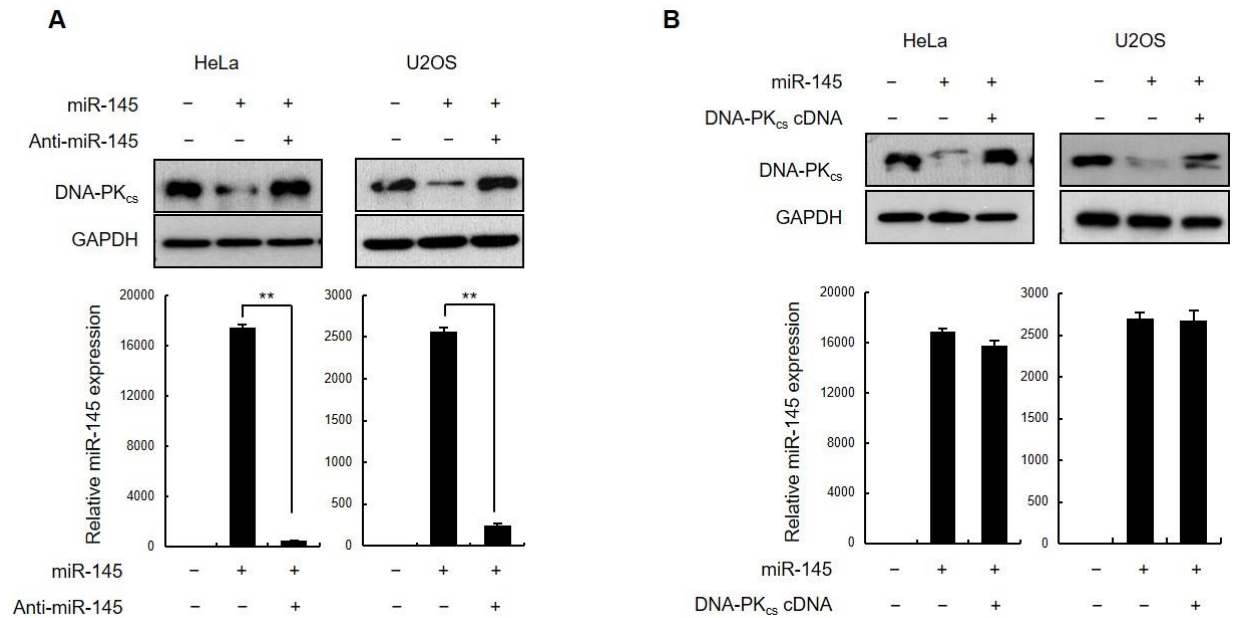 A
HeLa U2OS
miR-145 – + + – + +
Anti-miR-145 – – + – – +
DNA-PKcs
GAPDH
Relative miR-145 expression
20000
16000
12000
8000
4000
0
**
3000
2500
2000
1500
1000
500
0
**
miR-145 – + + – + +
Anti-miR-145 – – + – – +
B
HeLa U2OS
miR-145 – + + – + +
DNA-PKcs cDNA – – + – – +
DNA-PKcs
GAPDH
Relative miR-145 expression
20000
16000
12000
8000
4000
0
3000
2500
2000
1500
1000
500
0
miR-145 – + + – + +
DNA-PKcs cDNA – – + – – +